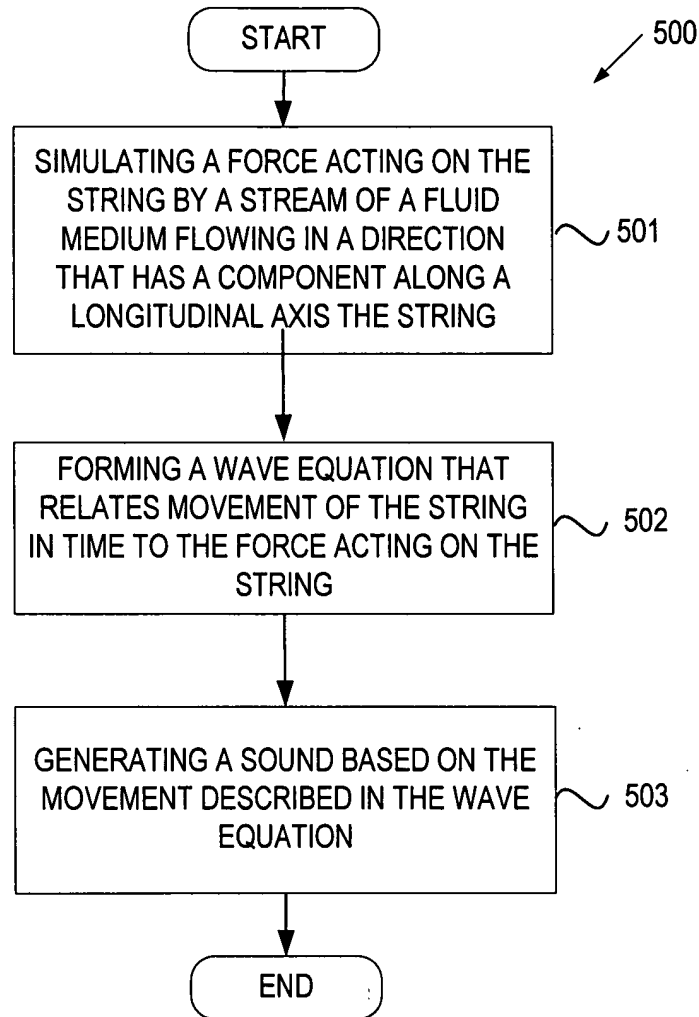 START
500
SIMULATING A FORCE ACTING ON THE
STRING BY A STREAM OF A FLUID
MEDIUM FLOWING IN A DIRECTION
THAT HAS A COMPONENT ALONG A
LONGITUDINAL AXIS THE STRING
501
FORMING A WAVE EQUATION THAT
RELATES MOVEMENT OF THE STRING
IN TIME TO THE FORCE ACTING ON THE
STRING
502
GENERATING A SOUND BASED ON THE
MOVEMENT DESCRIBED IN THE WAVE
EQUATION
503
END